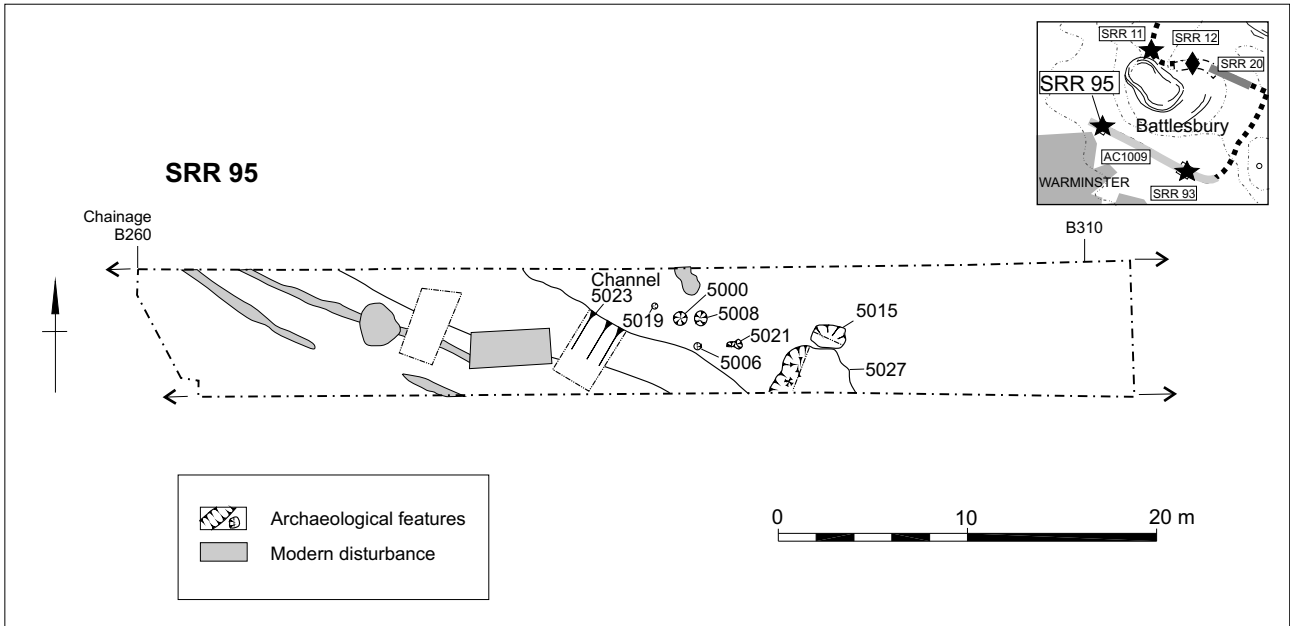 SRR 11
SRR 12
SRR 20
SRR 95
Battlesbury
AC1009
WARMINSTER
SRR 93
SRR 95
Chainage
B260
B310
Channel
5023
5000
5019
5008
5015
5021
5006
5027
Archaeological features
Modern disturbance
0
10
20 m